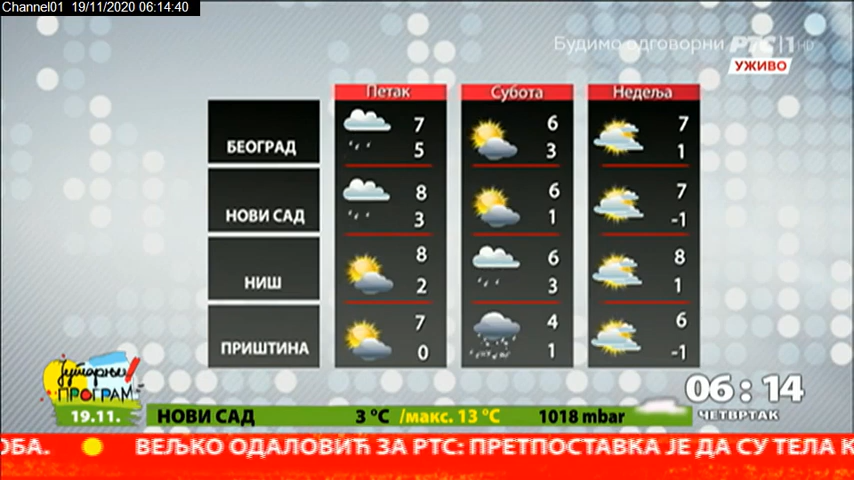 Channel01 19/11/2020 06:14:40
Будимо одговорни РТС 1 HD
УЖИВО
Петак Субота Недеља
БЕОГРАД 7 5 6 3 7 1
НОВИ САД 8 3 6 1 7 -1
НИШ 8 2 6 3 8 1
ПРИШТИНА 7 0 4 1 6 -1
Јутарњи
ПРОГРАМ
19.11.
НОВИ САД 3 °C /макс. 13 °C 1018 mbar
06 : 14
ЧЕТВРТАК
ОБА. ВЕЉКО ОДАЛОВИЋ ЗА РТС: ПРЕТПОСТАВКА ЈЕ ДА СУ ТЕЛА К